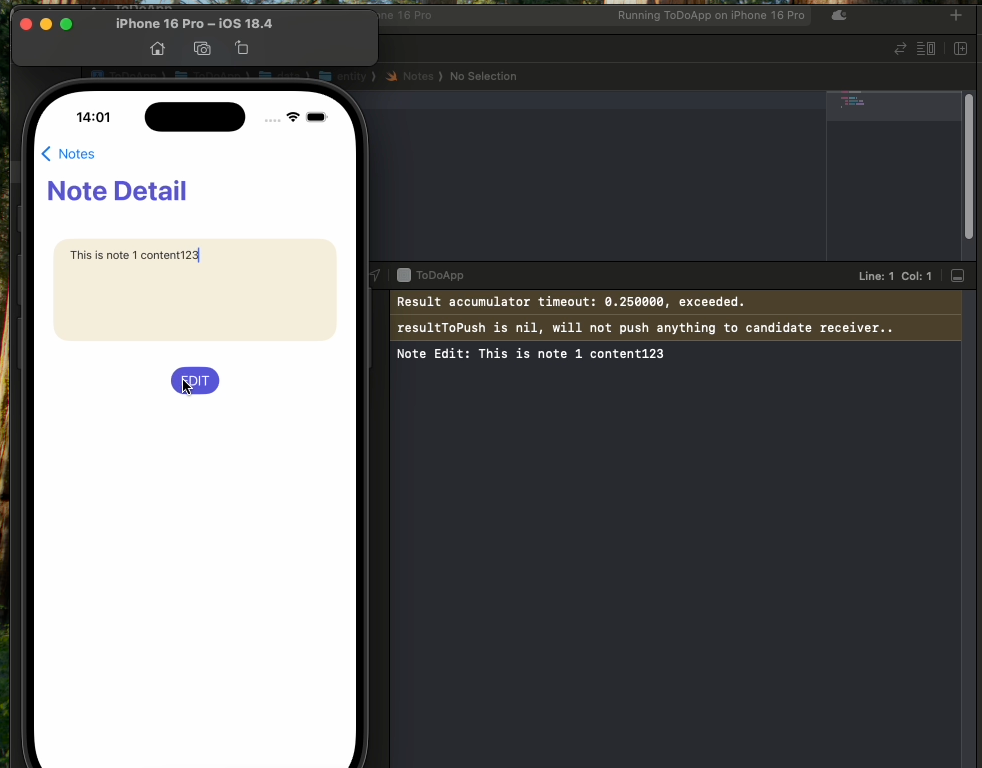 iPhone 16 Pro – iOS 18.4
ne 16 Pro
Running ToDoApp on iPhone 16 Pro
ToDoApp ⟩ ToDoApp ⟩ data ⟩ entity ⟩ Notes ⟩ No Selection
14:01
Notes
Note Detail
This is note 1 content123
EDIT
ToDoApp
Line: 1 Col: 1
Result accumulator timeout: 0.250000, exceeded.
resultToPush is nil, will not push anything to candidate receiver..
Note Edit: This is note 1 content123